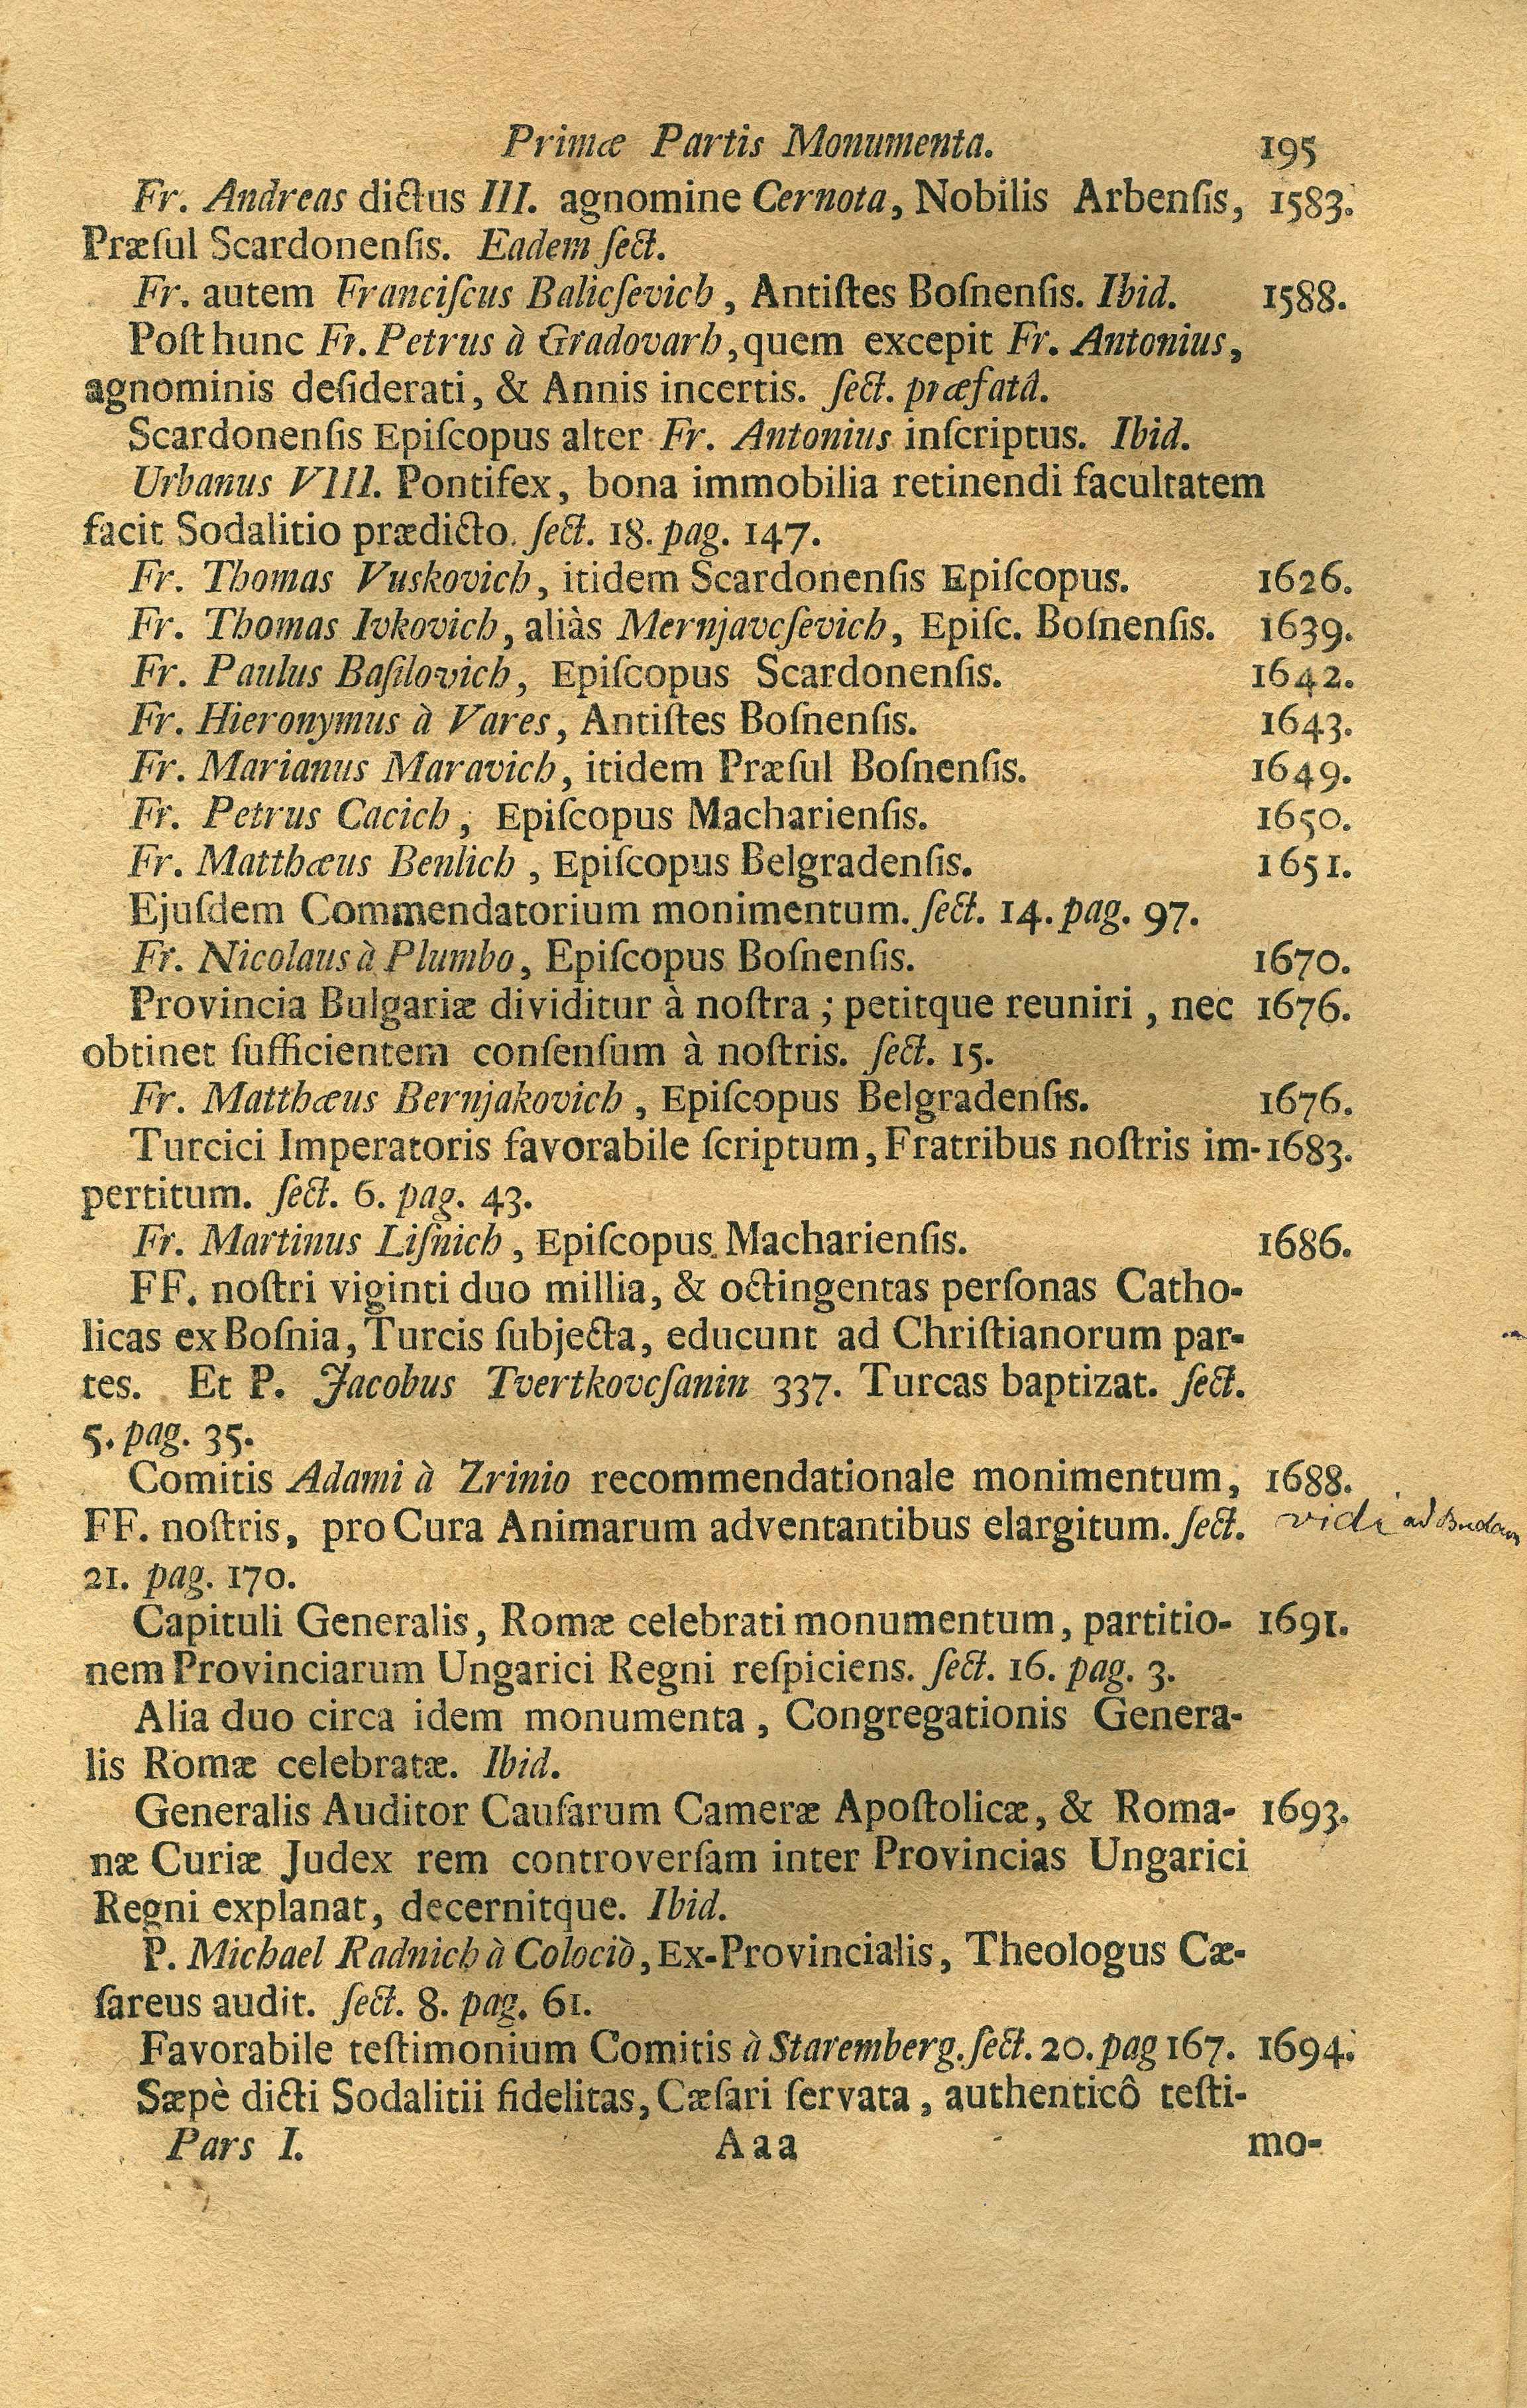 Primæ Partis Monumenta. 195
Fr. Andreas dictus III. agnomine Cernota, Nobilis Arbenſis, 1583.
Præſul Scardonenſis. Eadem ſect.
Fr. autem Franciſcus Balicſevich, Antiſtes Boſnenſis. Ibid. 1588.
Poſt hunc Fr. Petrus à Gradovarh, quem excepit Fr. Antonius,
agnominis deſiderati, & Annis incertis. ſect. præfatâ.
Scardonenſis Epiſcopus alter Fr. Antonius inſcriptus. Ibid.
Urbanus VIII. Pontifex, bona immobilia retinendi facultatem
facit Sodalitio prædicto. ſect. 18. pag. 147.
Fr. Thomas Vuskovich, itidem Scardonenſis Epiſcopus. 1626.
Fr. Thomas Ivkovich, aliàs Mernjavcſevich, Epiſc. Boſnenſis. 1639.
Fr. Paulus Baſilovich, Epiſcopus Scardonenſis. 1642.
Fr. Hieronymus à Vares, Antiſtes Boſnenſis. 1643.
Fr. Marianus Maravich, itidem Præſul Boſnenſis. 1649.
Fr. Petrus Cacich, Epiſcopus Macharienſis. 1650.
Fr. Matthæus Benlich, Epiſcopus Belgradenſis. 1651.
Ejuſdem Commendatorium monimentum. ſect. 14. pag. 97.
Fr. Nicolaus à Plumbo, Epiſcopus Boſnenſis. 1670.
Provincia Bulgariæ dividitur à noſtra; petitque reuniri, nec 1676.
obtinet ſufficientem conſenſum à noſtris. ſect. 15.
Fr. Matthæus Bernjakovich, Epiſcopus Belgradenſis. 1676.
Turcici Imperatoris favorabile ſcriptum, Fratribus noſtris im- 1683.
pertitum. ſect. 6. pag. 43.
Fr. Martinus Liſnich, Epiſcopus Macharienſis. 1686.
FF. noſtri viginti duo millia, & octingentas perſonas Catho-
licas ex Boſnia, Turcis ſubjecta, educunt ad Chriſtianorum par-
tes. Et P. Jacobus Tvertkovcſanin 337. Turcas baptizat. ſect.
5. pag. 35.
Comitis Adami à Zrinio recommendationale monimentum, 1688.
FF. noſtris, pro Cura Animarum adventantibus elargitum. ſect. vidi ad Budam
21. pag. 170.
Capituli Generalis, Romæ celebrati monumentum, partitio- 1691.
nem Provinciarum Ungarici Regni reſpiciens. ſect. 16. pag. 3.
Alia duo circa idem monumenta, Congregationis Genera-
lis Romæ celebratæ. Ibid.
Generalis Auditor Cauſarum Cameræ Apoſtolicæ, & Roma- 1693.
næ Curiæ Judex rem controverſam inter Provincias Ungarici
Regni explanat, decernitque. Ibid.
P. Michael Radnich à Colociò, Ex-Provincialis, Theologus Cæ-
ſareus audit. ſect. 8. pag. 61.
Favorabile teſtimonium Comitis à Staremberg. ſect. 20. pag 167. 1694.
Sæpè dicti Sodalitii fidelitas, Cæſari ſervata, authenticô teſti-
Pars I. Aaa mo-